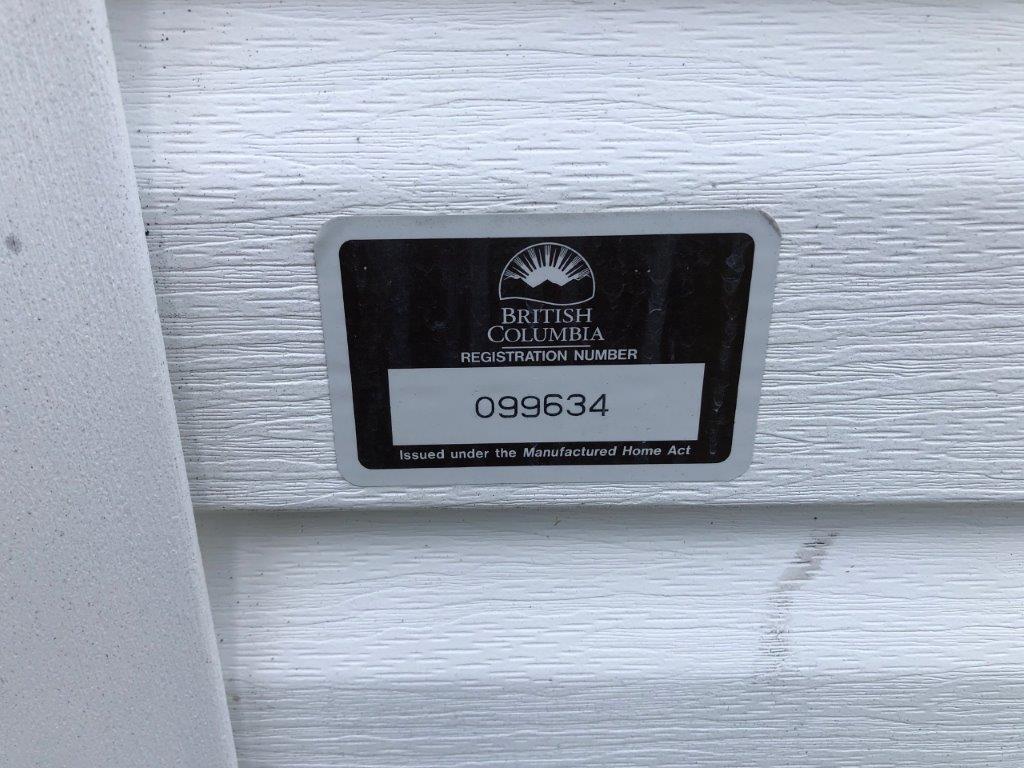 BRITISH
COLUMBIA
REGISTRATION NUMBER
099634
Issued under the Manufactured Home Act